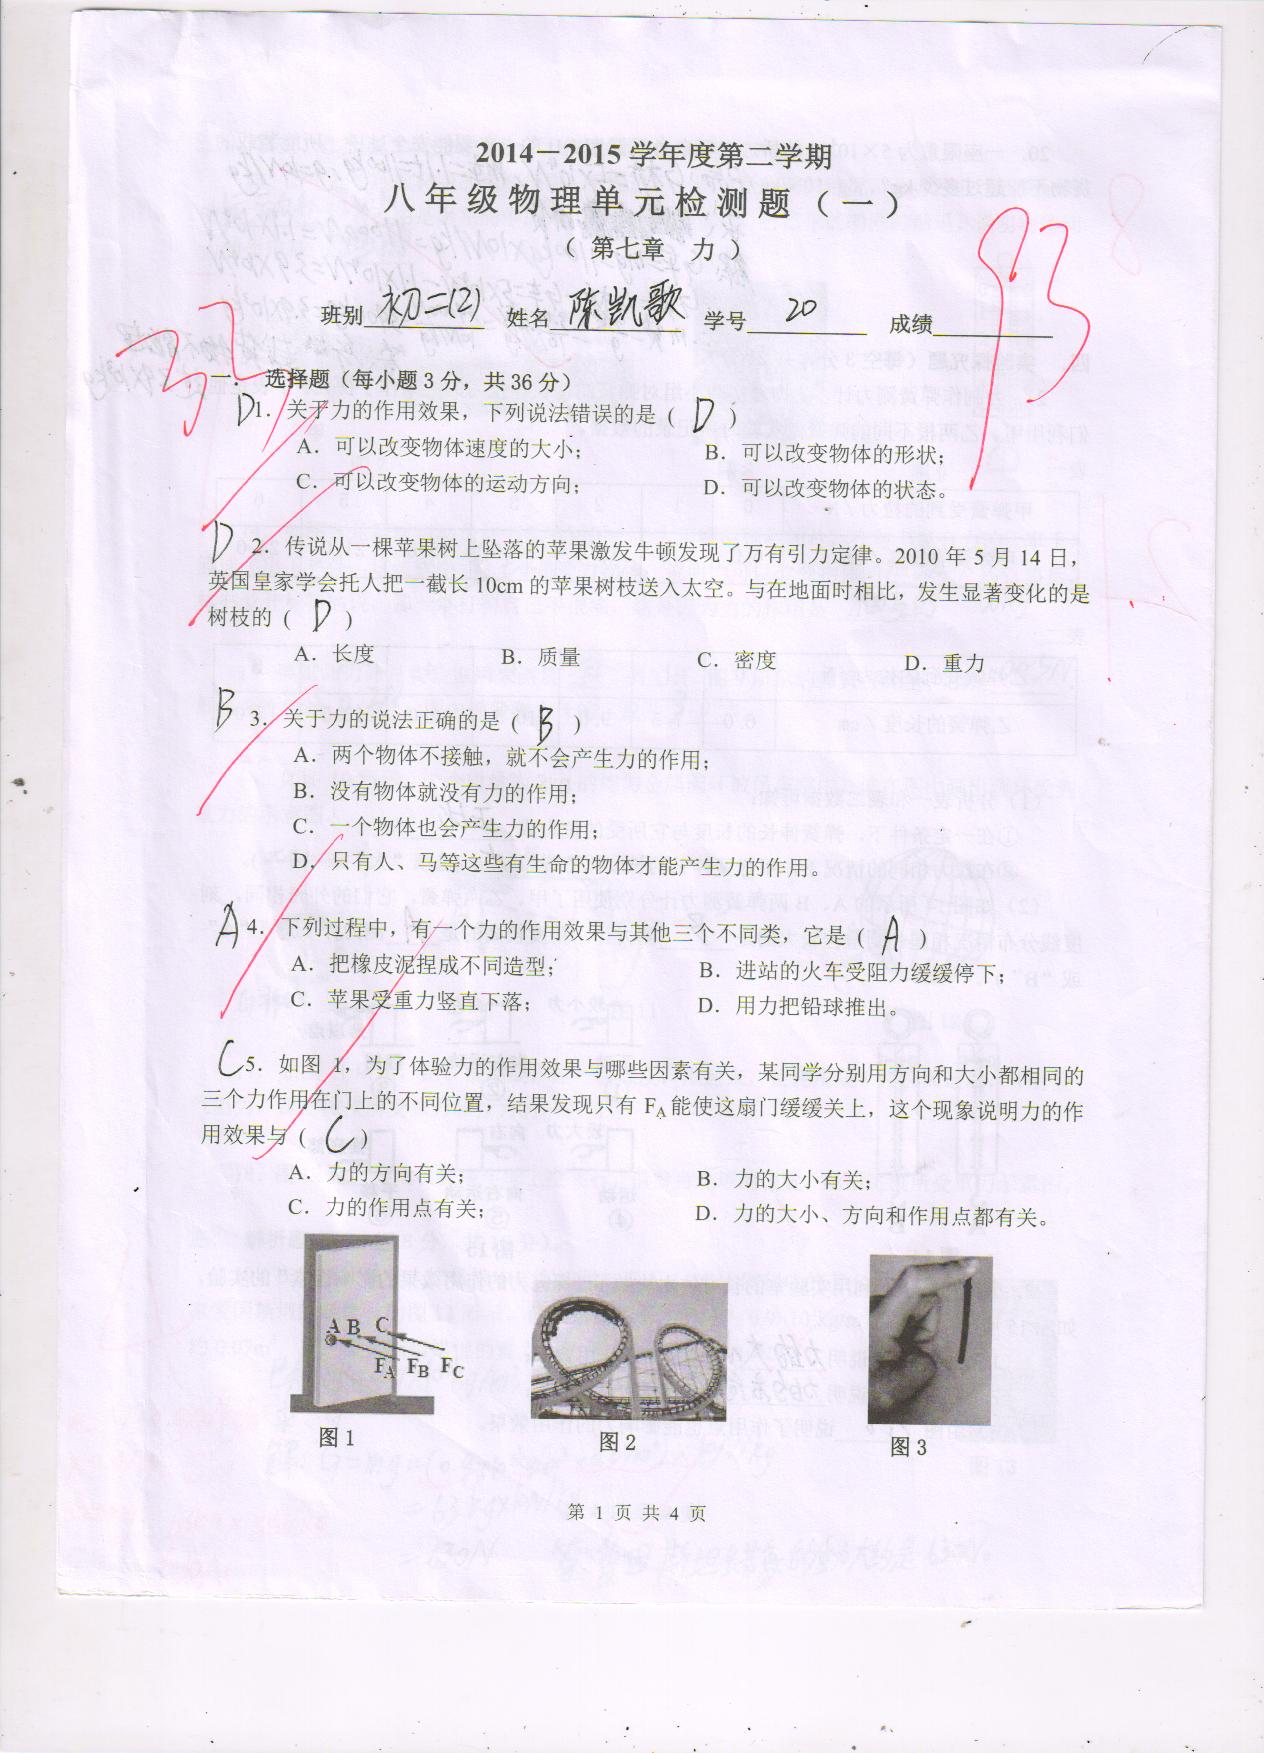 2014－2015 学年度第二学期
八年级物理单元检测题（一）
（ 第七章　力 ）
班别 初二(2) 姓名 陈凯歌 学号 20 成绩
93
33
一． 选择题（每小题 3 分，共 36 分）
D 1．关于力的作用效果，下列说法错误的是（ D ）
A．可以改变物体速度的大小； B．可以改变物体的形状；
C．可以改变物体的运动方向； D．可以改变物体的状态。
D 2．传说从一棵苹果树上坠落的苹果激发牛顿发现了万有引力定律。2010 年 5 月 14 日，
英国皇家学会托人把一截长 10cm 的苹果树枝送入太空。与在地面时相比，发生显著变化的是
树枝的（ D ）
A．长度 B．质量 C．密度 D．重力
B 3．关于力的说法正确的是（ B ）
A．两个物体不接触，就不会产生力的作用；
B．没有物体就没有力的作用；
C．一个物体也会产生力的作用；
D．只有人、马等这些有生命的物体才能产生力的作用。
A 4．下列过程中，有一个力的作用效果与其他三个不同类，它是（ A ）
A．把橡皮泥捏成不同造型； B．进站的火车受阻力缓缓停下；
C．苹果受重力竖直下落； D．用力把铅球推出。
C 5．如图 1，为了体验力的作用效果与哪些因素有关，某同学分别用方向和大小都相同的
三个力作用在门上的不同位置，结果发现只有 FA 能使这扇门缓缓关上，这个现象说明力的作
用效果与（ C ）
A．力的方向有关； B．力的大小有关；
C．力的作用点有关； D．力的大小、方向和作用点都有关。
A B C
FA FB FC
图 1 图 2 图 3
第 1 页 共 4 页